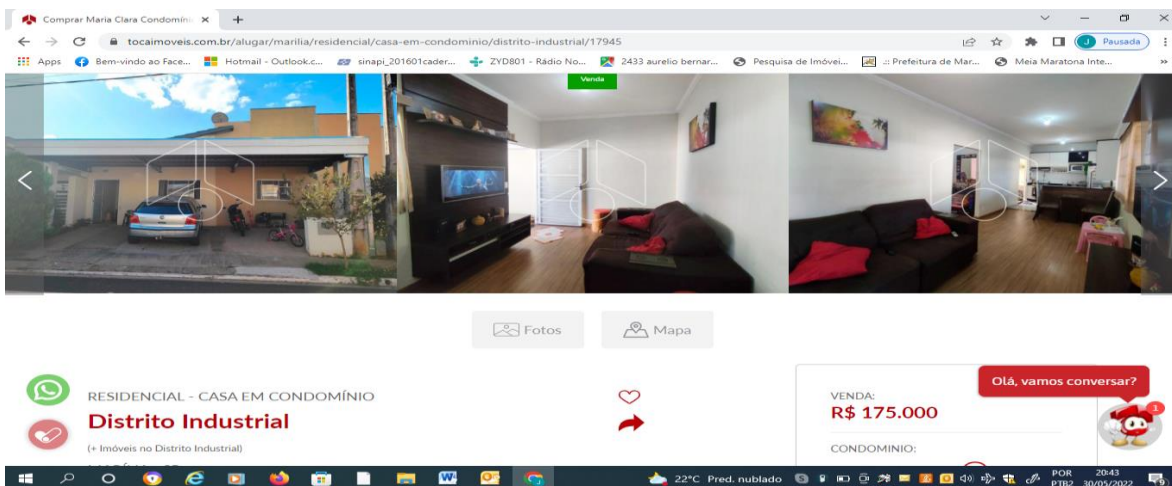 Comprar Maria Clara Condomíni
tocaimoveis.com.br/alugar/marilia/residencial/casa-em-condominio/distrito-industrial/17945
J Pausada
Apps Bem-vindo ao Face... Hotmail - Outlook.c... sinapi_201601cader... ZYD801 - Rádio No... 2433 aurelio bernar... Pesquisa de Imóvei... .:: Prefeitura de Mar... Meia Maratona Inte...
Venda
Fotos Mapa
Olá, vamos conversar?
RESIDENCIAL - CASA EM CONDOMÍNIO
VENDA:
Distrito Industrial
R$ 175.000
1
(+ Imóveis no Distrito Industrial)
CONDOMINIO:
22°C Pred. nublado
POR 20:43
PTB2 30/05/2022